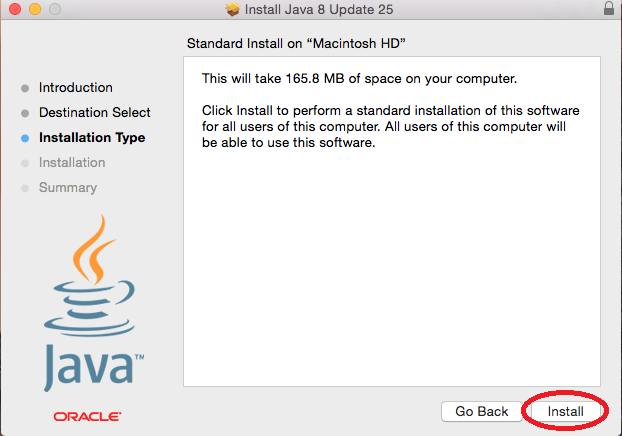 Install Java 8 Update 25
Standard Install on “Macintosh HD”
Introduction
Destination Select
Installation Type
Installation
Summary
This will take 165.8 MB of space on your computer.
Click Install to perform a standard installation of this software
for all users of this computer. All users of this computer will
be able to use this software.
Java™
ORACLE
Go Back
Install